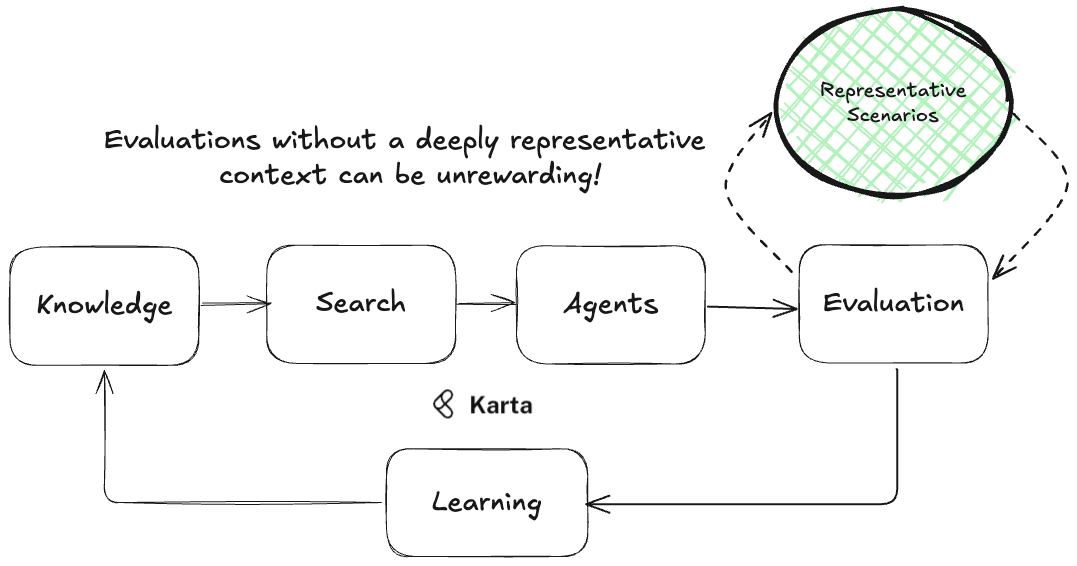 Representative
Scenarios
Evaluations without a deeply representative
context can be unrewarding!
Knowledge
Search
Agents
Evaluation
Karta
Learning